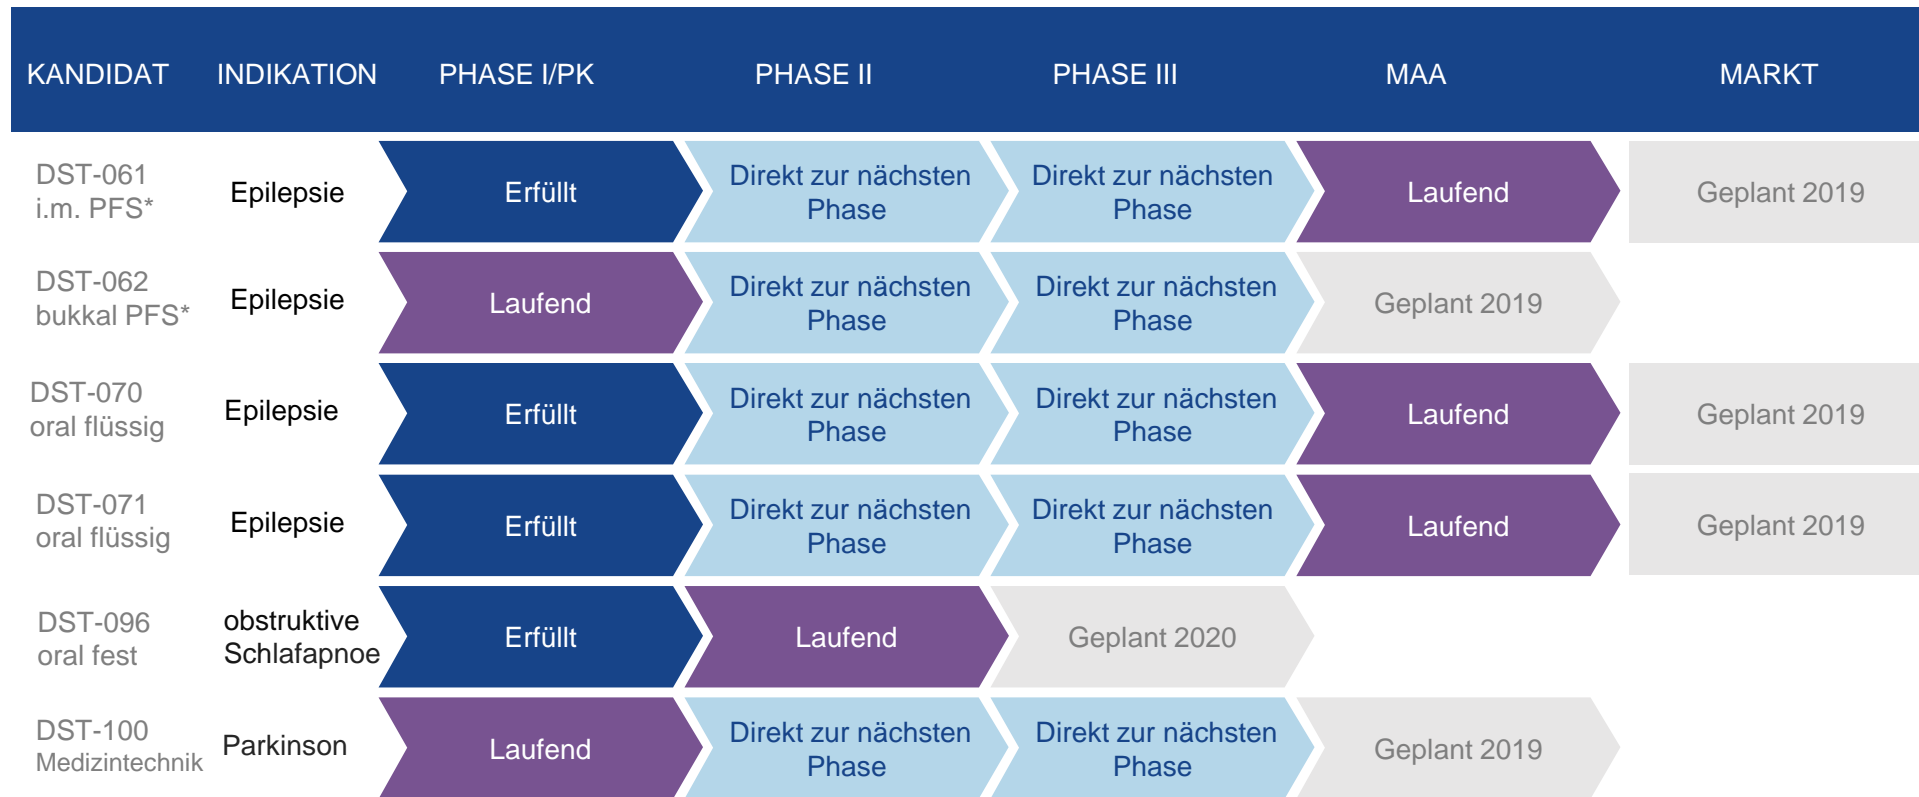 KANDIDAT INDIKATION PHASE I/PK PHASE II PHASE III MAA MARKT
DST-061
i.m. PFS*
Epilepsie
Erfüllt
Direkt zur nächsten
Phase
Direkt zur nächsten
Phase
Laufend
Geplant 2019
DST-062
bukkal PFS*
Epilepsie
Laufend
Direkt zur nächsten
Phase
Direkt zur nächsten
Phase
Geplant 2019
DST-070
oral flüssig
Epilepsie
Erfüllt
Direkt zur nächsten
Phase
Direkt zur nächsten
Phase
Laufend
Geplant 2019
DST-071
oral flüssig
Epilepsie
Erfüllt
Direkt zur nächsten
Phase
Direkt zur nächsten
Phase
Laufend
Geplant 2019
DST-096
oral fest
obstruktive
Schlafapnoe
Erfüllt
Laufend
Geplant 2020
DST-100
Medizintechnik
Parkinson
Laufend
Direkt zur nächsten
Phase
Direkt zur nächsten
Phase
Geplant 2019